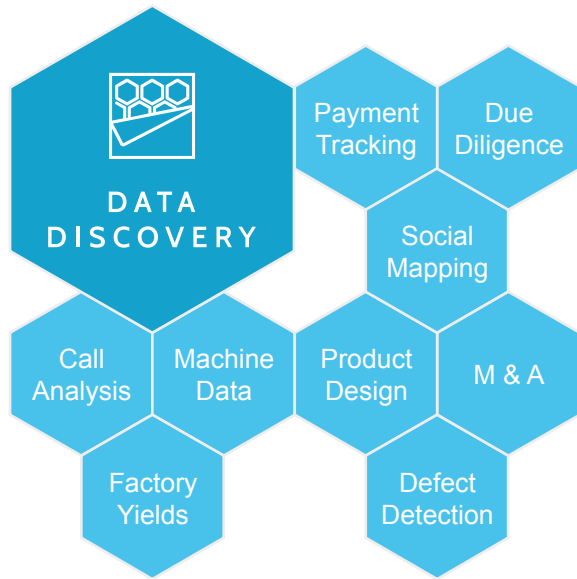 DATA
DISCOVERY
Payment
Tracking
Due
Diligence
Social
Mapping
Call
Analysis
Machine
Data
Product
Design
M & A
Factory
Yields
Defect
Detection